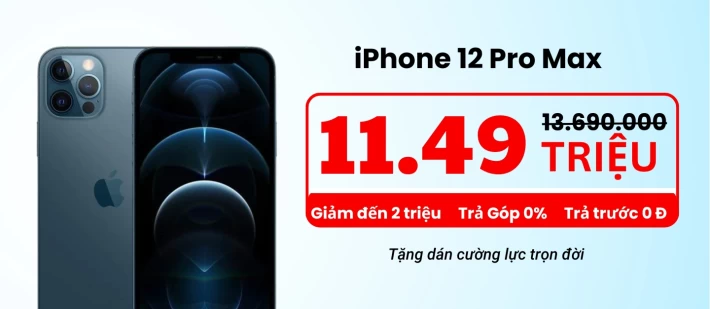 iPhone 12 Pro Max
13.690.000
11.49 TRIỆU
Giảm đến 2 triệu Trả Góp 0% Trả trước 0 Đ
Tặng dán cường lực trọn đời